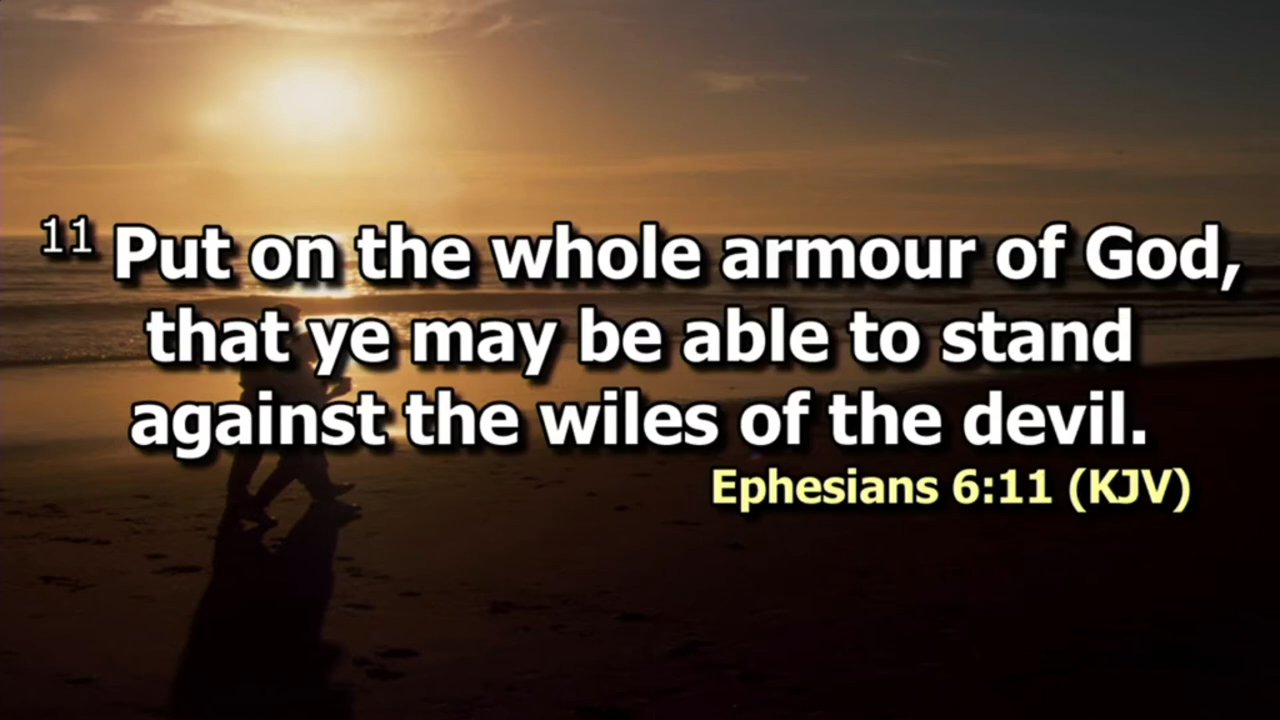 11 Put on the whole armour of God,
that ye may be able to stand
against the wiles of the devil.
Ephesians 6:11 (KJV)